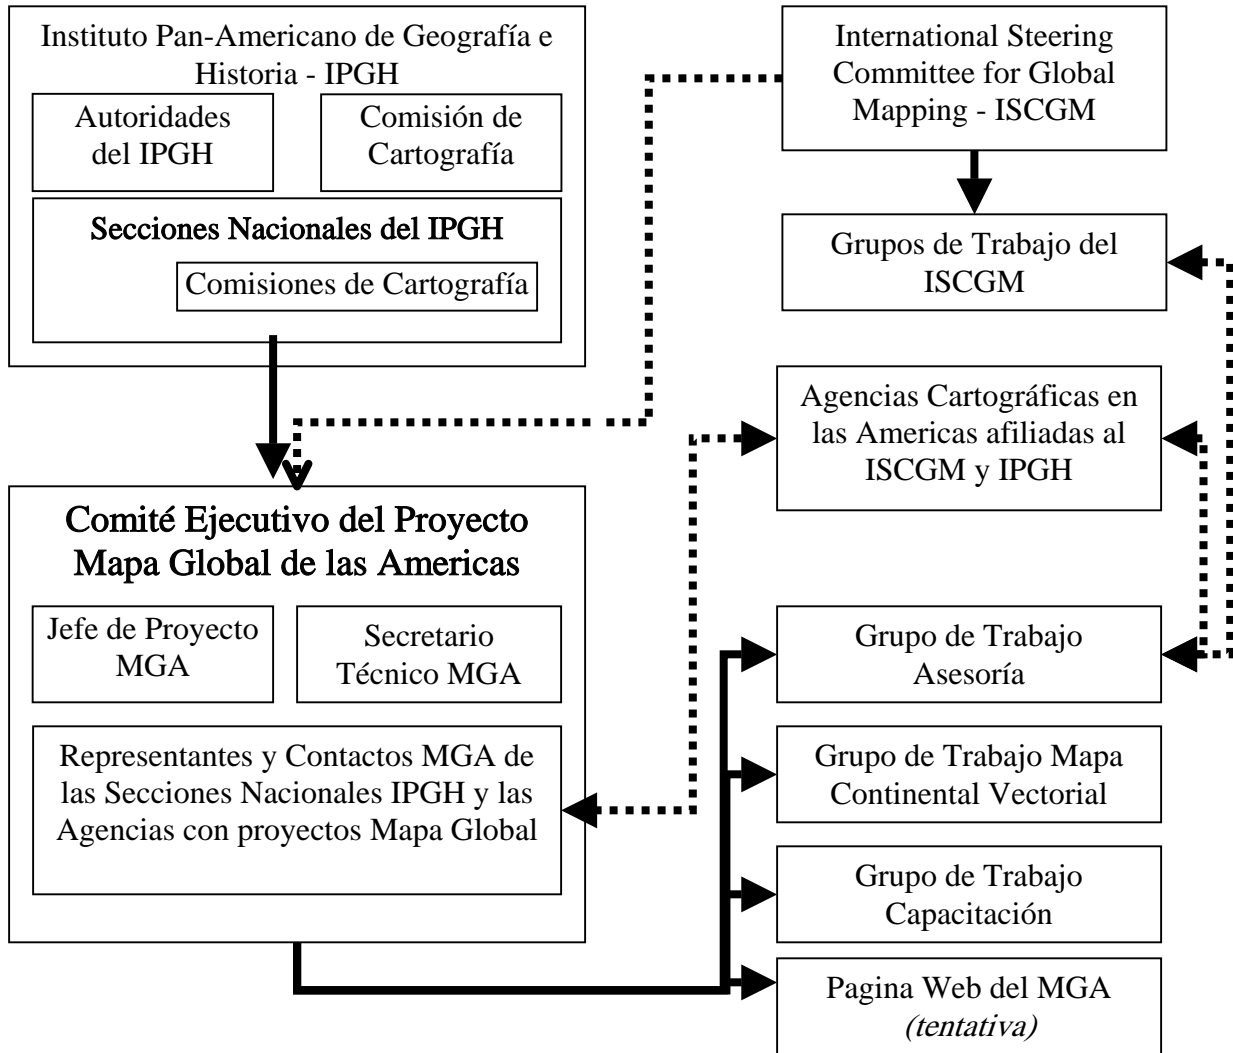 Instituto Pan-Americano de Geografía e
Historia - IPGH
Autoridades
del IPGH
Comisión de
Cartografía
Secciones Nacionales del IPGH
Comisiones de Cartografía
International Steering
Committee for Global
Mapping - ISCGM
Grupos de Trabajo del
ISCGM
Agencias Cartográficas en
las Americas afiliadas al
ISCGM y IPGH
Comité Ejecutivo del Proyecto
Mapa Global de las Americas
Jefe de Proyecto
MGA
Secretario
Técnico MGA
Representantes y Contactos MGA de
las Secciones Nacionales IPGH y las
Agencias con proyectos Mapa Global
Grupo de Trabajo
Asesoría
Grupo de Trabajo Mapa
Continental Vectorial
Grupo de Trabajo
Capacitación
Pagina Web del MGA
(tentativa)